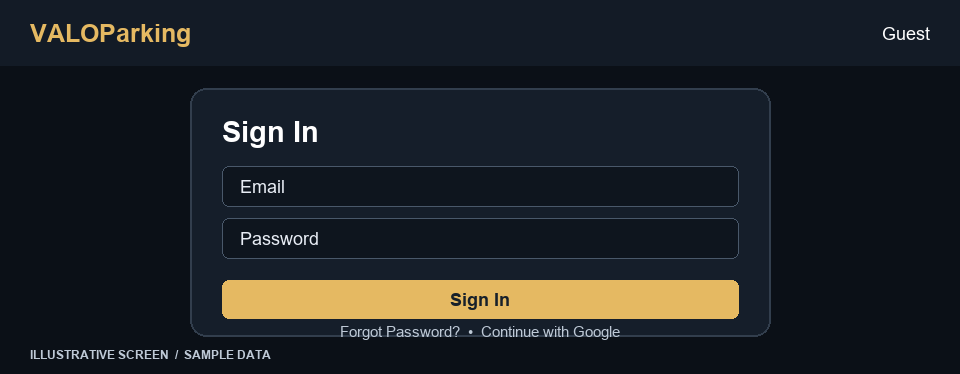 VALOParking
Guest
Sign In
Email
Password
Sign In
Forgot Password? • Continue with Google
ILLUSTRATIVE SCREEN / SAMPLE DATA